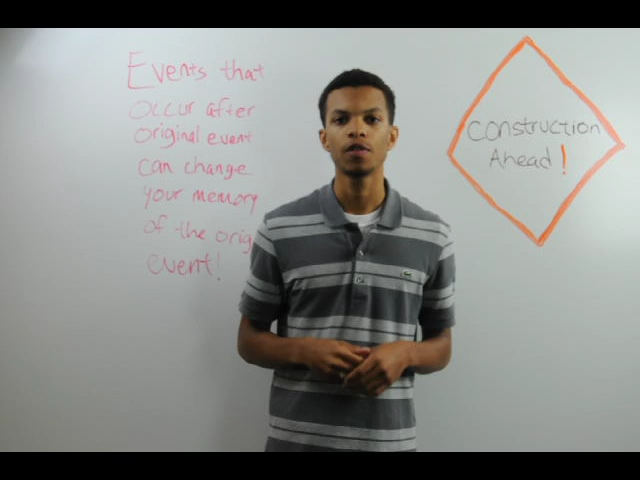 Events that
occur after
original event
can change
your memory
of the orig
event!
Construction
Ahead!